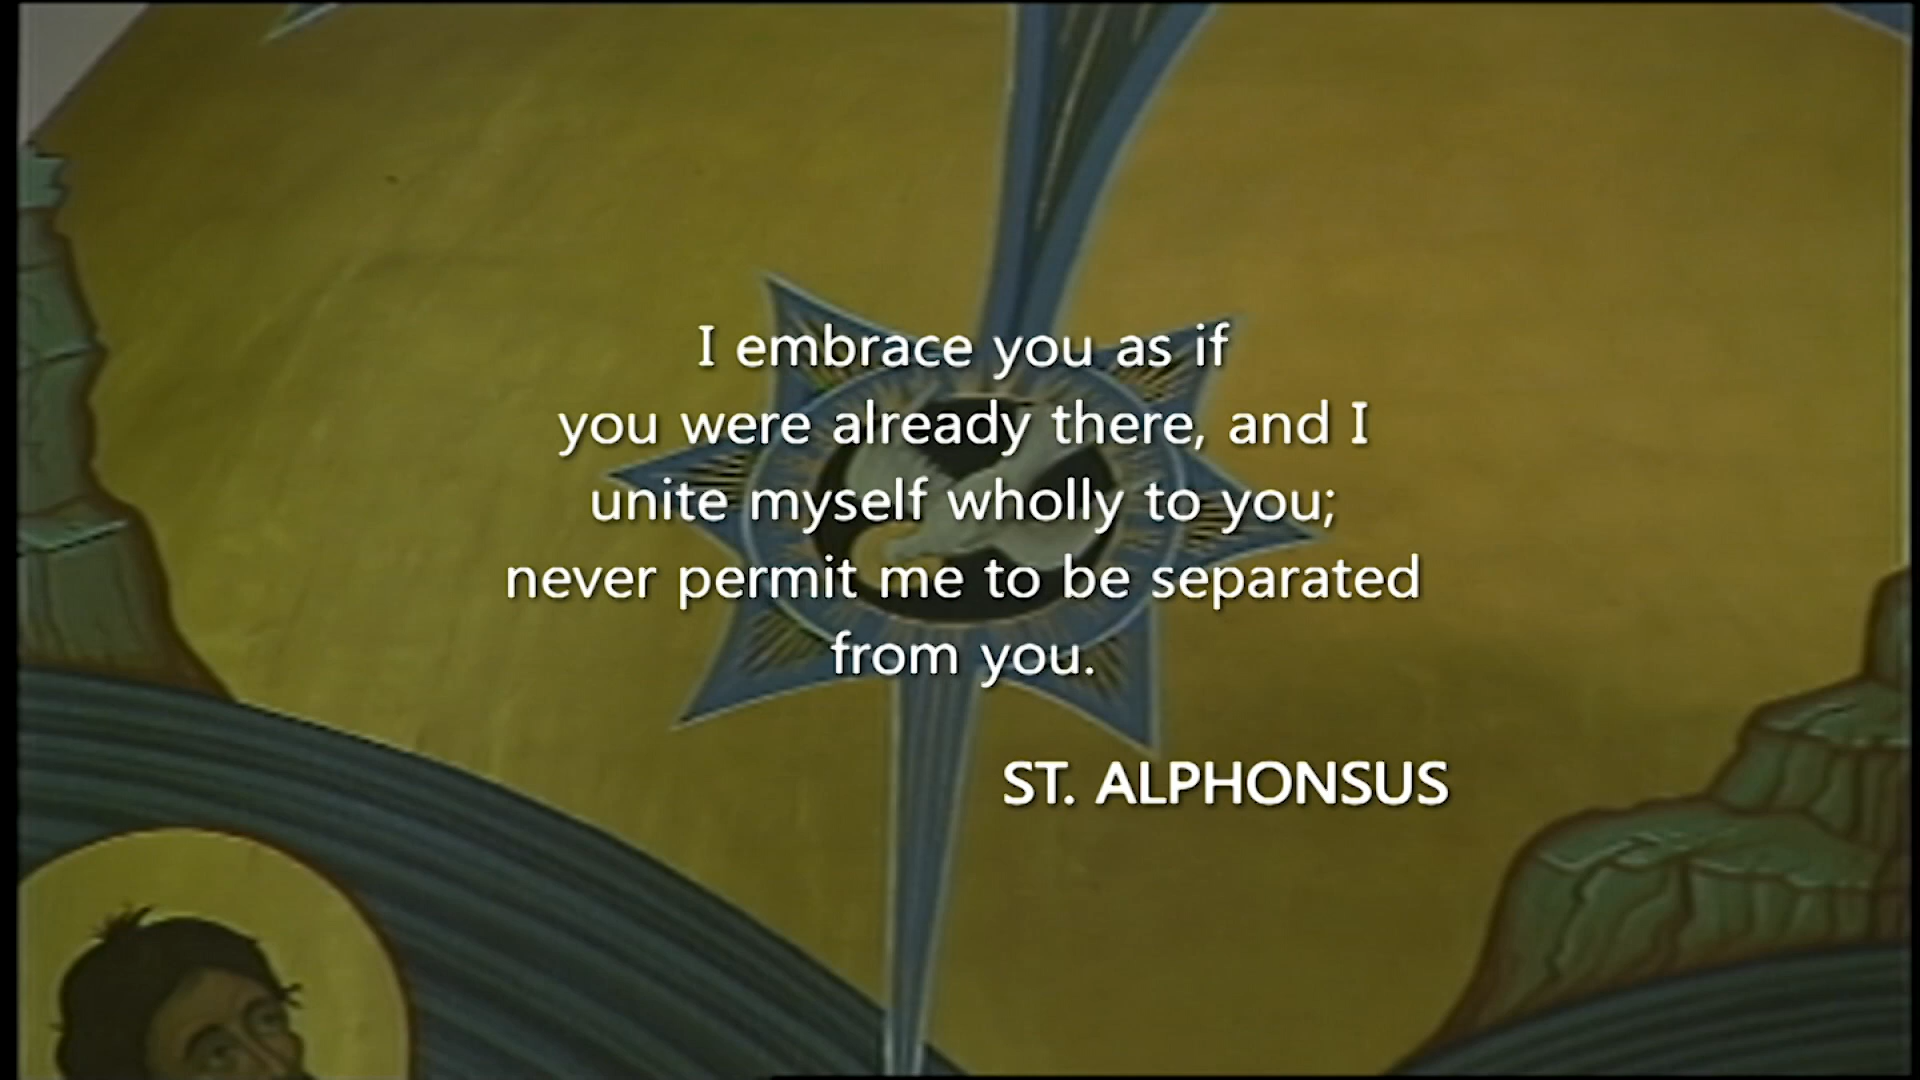 I embrace you as if
you were already there, and I
unite myself wholly to you;
never permit me to be separated
from you.
ST. ALPHONSUS